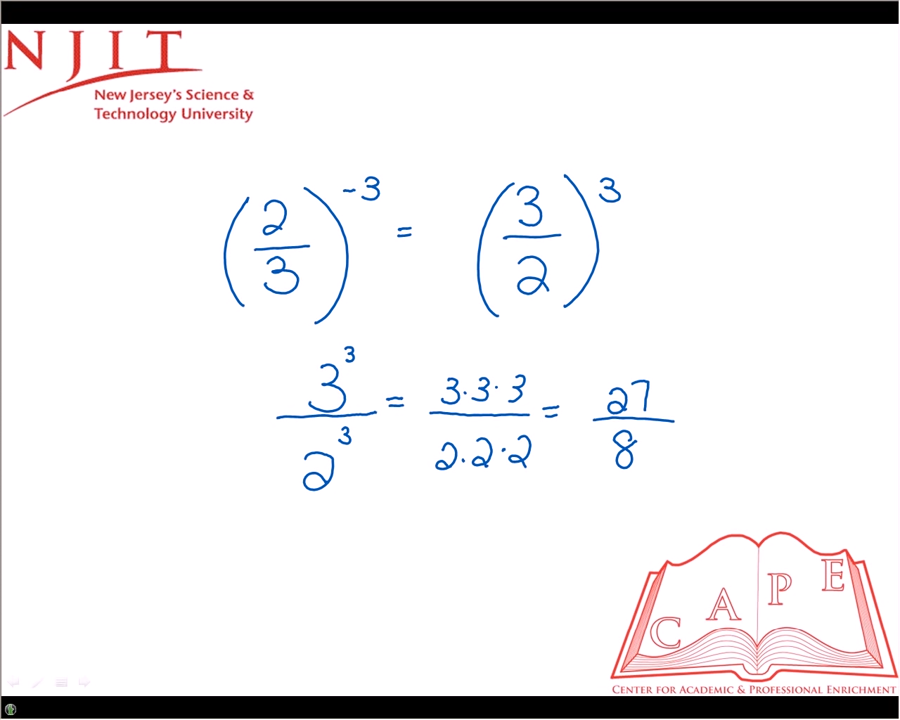 NJIT
New Jersey's Science &
Technology University
(2/3)^-3 = (3/2)^3
3^3/2^3 = 3·3·3/2·2·2 = 27/8
CAPE
CENTER FOR ACADEMIC & PROFESSIONAL ENRICHMENT